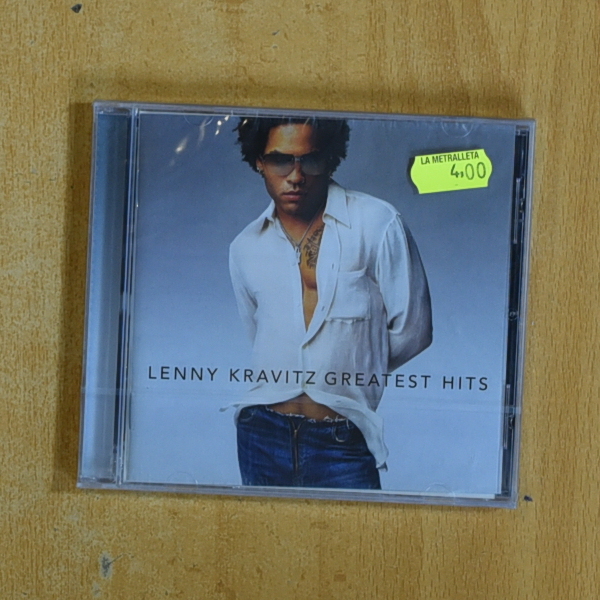 LA METRALLETA
4,00
LENNY KRAVITZ GREATEST HITS